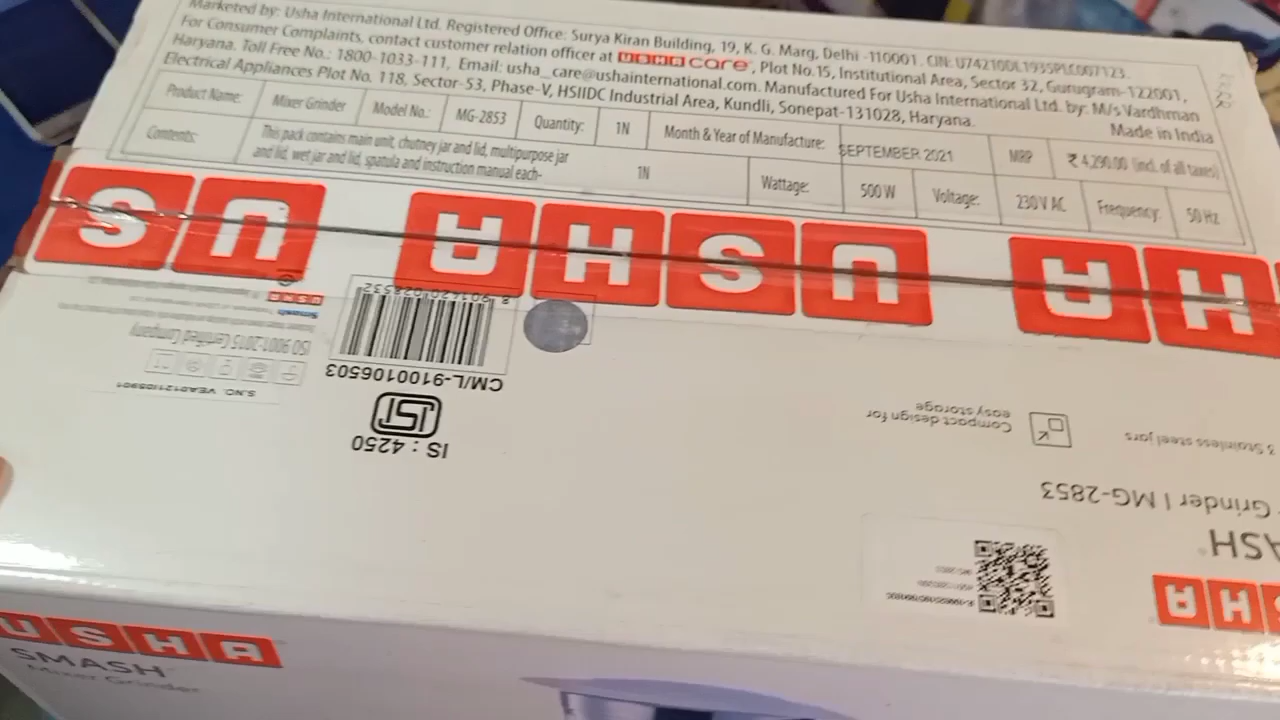 Marketed by: Usha International Ltd. Registered Office: Surya Kiran Building, 19, K. G. Marg, Delhi -110001. CIN: U74210DL1935PLC007123.
For Consumer Complaints, contact customer relation officer at USHA care, Plot No.15, Institutional Area, Sector 32, Gurugram-122001,
Haryana. Toll Free No.: 1800-1033-111, Email: usha_care@ushainternational.com. Manufactured For Usha International Ltd. by: M/s Vardhman
Electrical Appliances Plot No. 118, Sector-53, Phase-V, HSIIDC Industrial Area, Kundli, Sonepat-131028, Haryana.
Made in India
Product Name: Mixer Grinder Model No.: MG-2853 Quantity: 1N Month & Year of Manufacture: SEPTEMBER 2021 MRP ₹ 4,290.00 (incl. of all taxes)
Contents: This pack contains main unit, chutney jar and lid, multipurpose jar
and lid, wet jar and lid, spatula and instruction manual each- 1N
Wattage: 500 W Voltage: 230 V AC Frequency: 50 Hz
USHA
USHA
8 901420 028532
CM/L-9100106503
ISI
IS : 4250
USHA
Smash
ISO 9001:2015 Certified Company
S.NO.
Compact design for
easy storage
3 Stainless steel jars
Grinder | MG-2853
ASH
HA
USHA
SMASH
Mixer Grinder